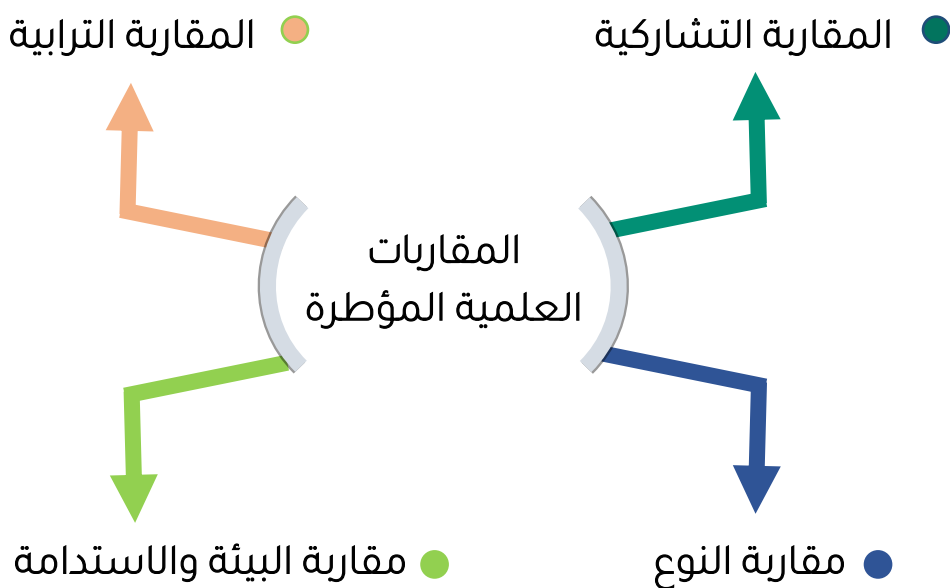 المقاربة التشاركية
المقاربة الترابية
المقاربات
العلمية المؤطرة
مقاربة النوع
مقاربة البيئة والاستدامة